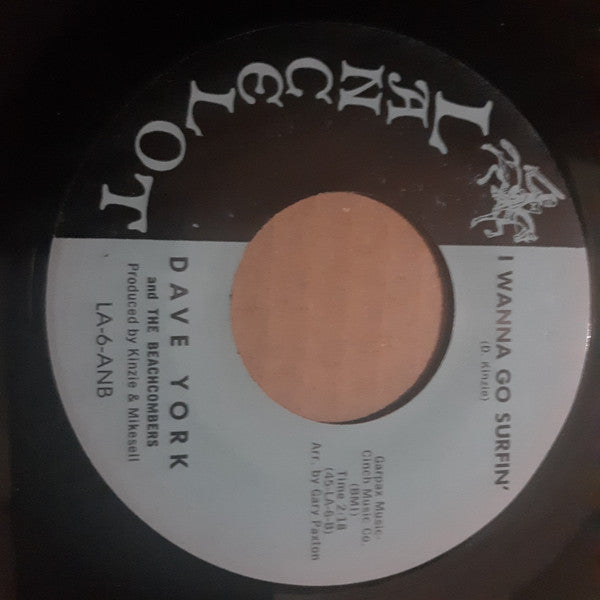 LANCELOT
I WANNA GO SURFIN'
(D. Kinzie)
Garpax Music-
Cinch Music Co.
(BMI)
Time 2:18
(45-LA-6-B)
Arr. by Gary Paxton
DAVE YORK
and THE BEACHCOMBERS
Produced by Kinzie & Mikesell
LA-6-ANB